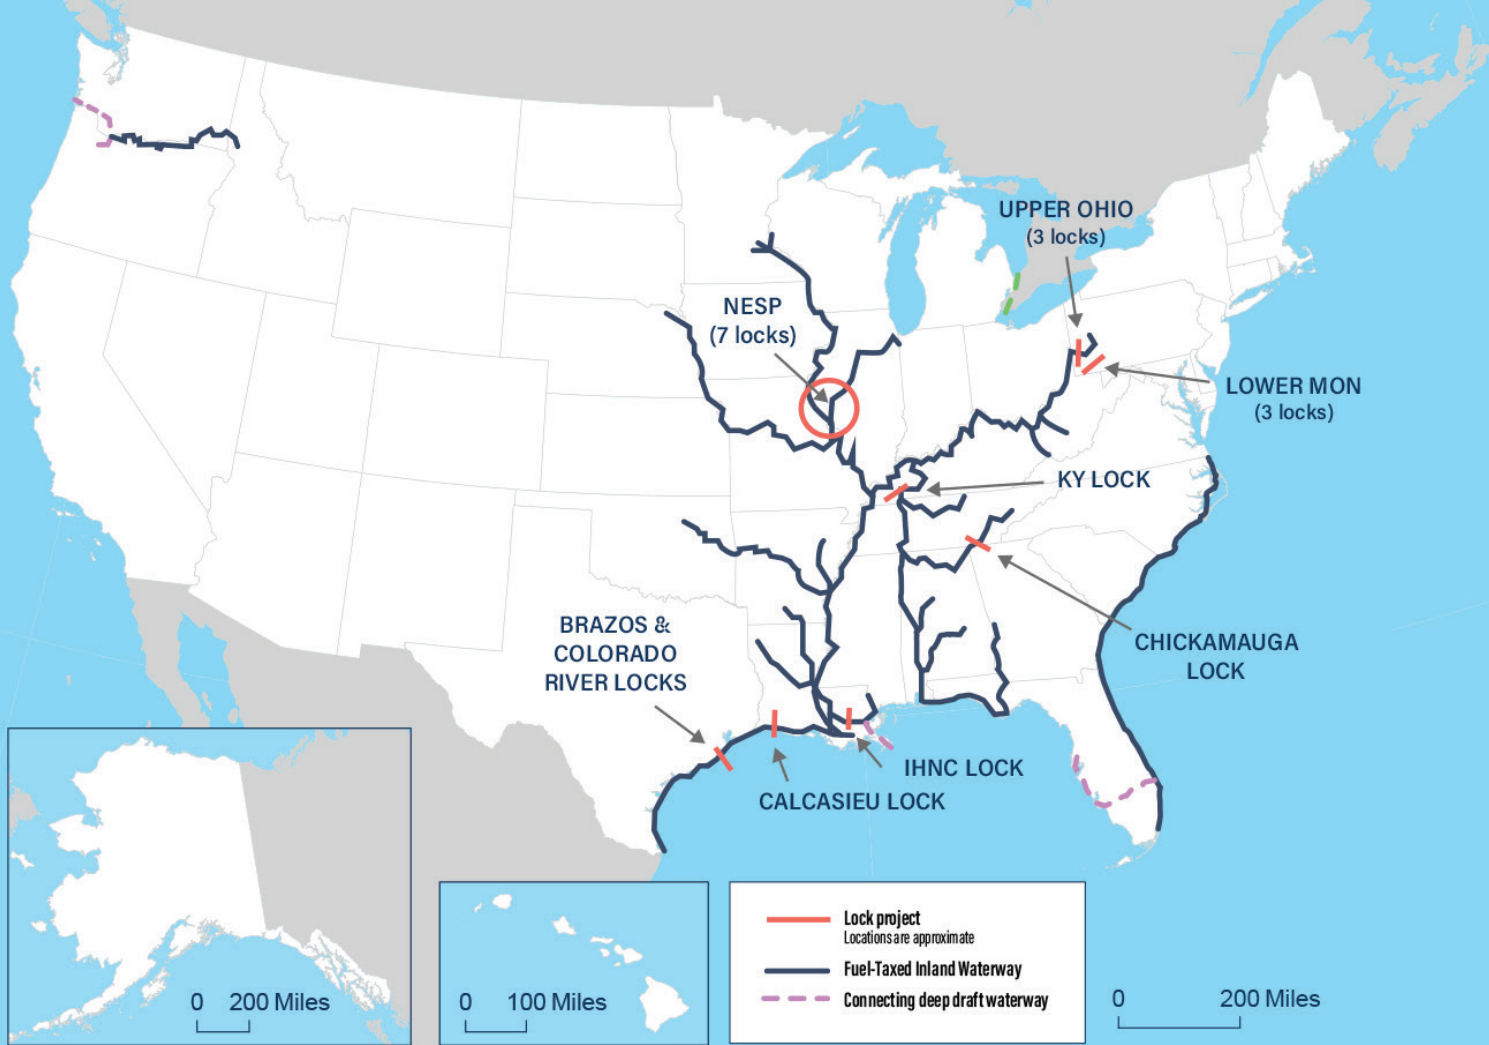 UPPER OHIO
(3 locks)
NESP
(7 locks)
LOWER MON
(3 locks)
KY LOCK
BRAZOS &
COLORADO
RIVER LOCKS
CHICKAMAUGA
LOCK
IHNC LOCK
CALCASIEU LOCK
Lock project
Locations are approximate
Fuel-Taxed Inland Waterway
Connecting deep draft waterway
0 200 Miles
0 100 Miles
0 200 Miles